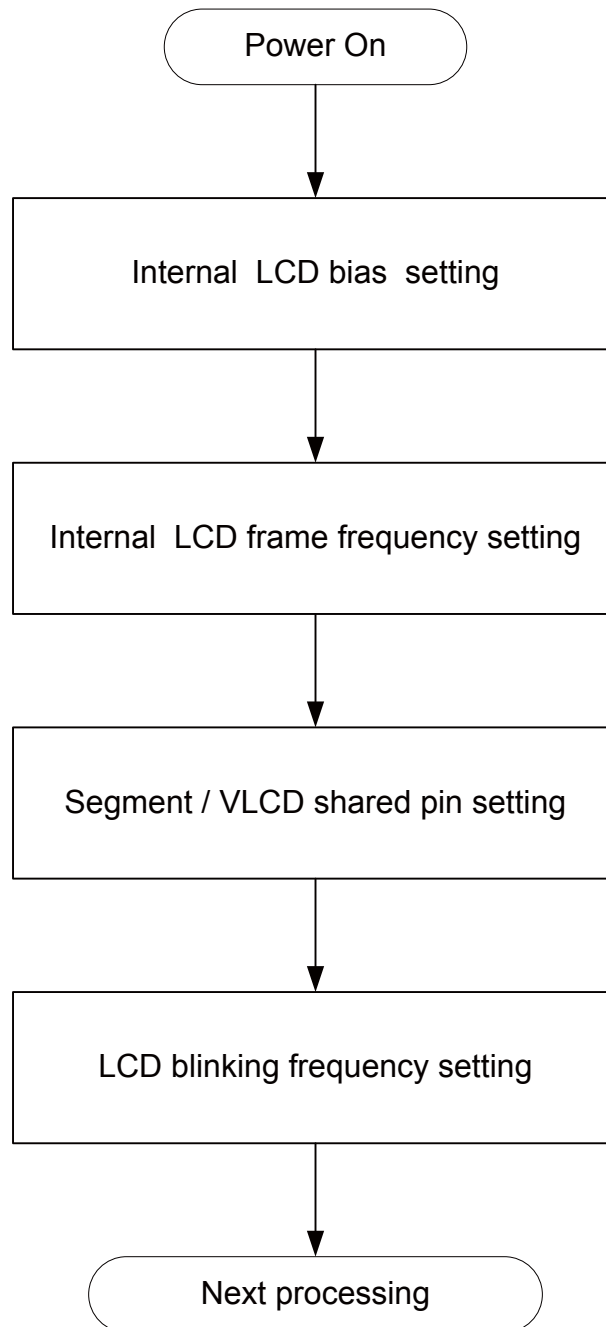 Power On
Internal LCD bias setting
Internal LCD frame frequency setting
Segment / VLCD shared pin setting
LCD blinking frequency setting
Next processing